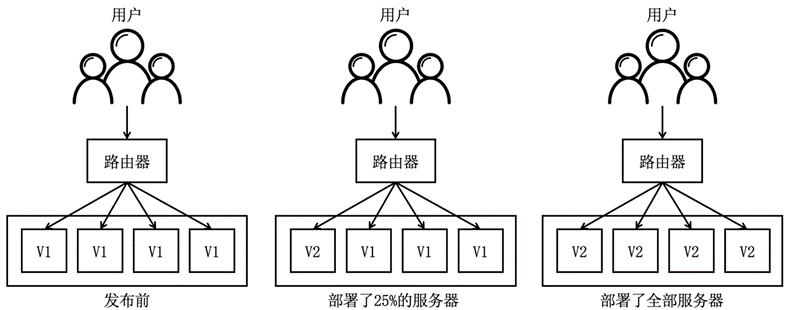 用户 用户 用户
路由器 路由器 路由器
V1 V1 V1 V1 V2 V1 V1 V1 V2 V2 V2 V2
发布前 部署了25%的服务器 部署了全部服务器